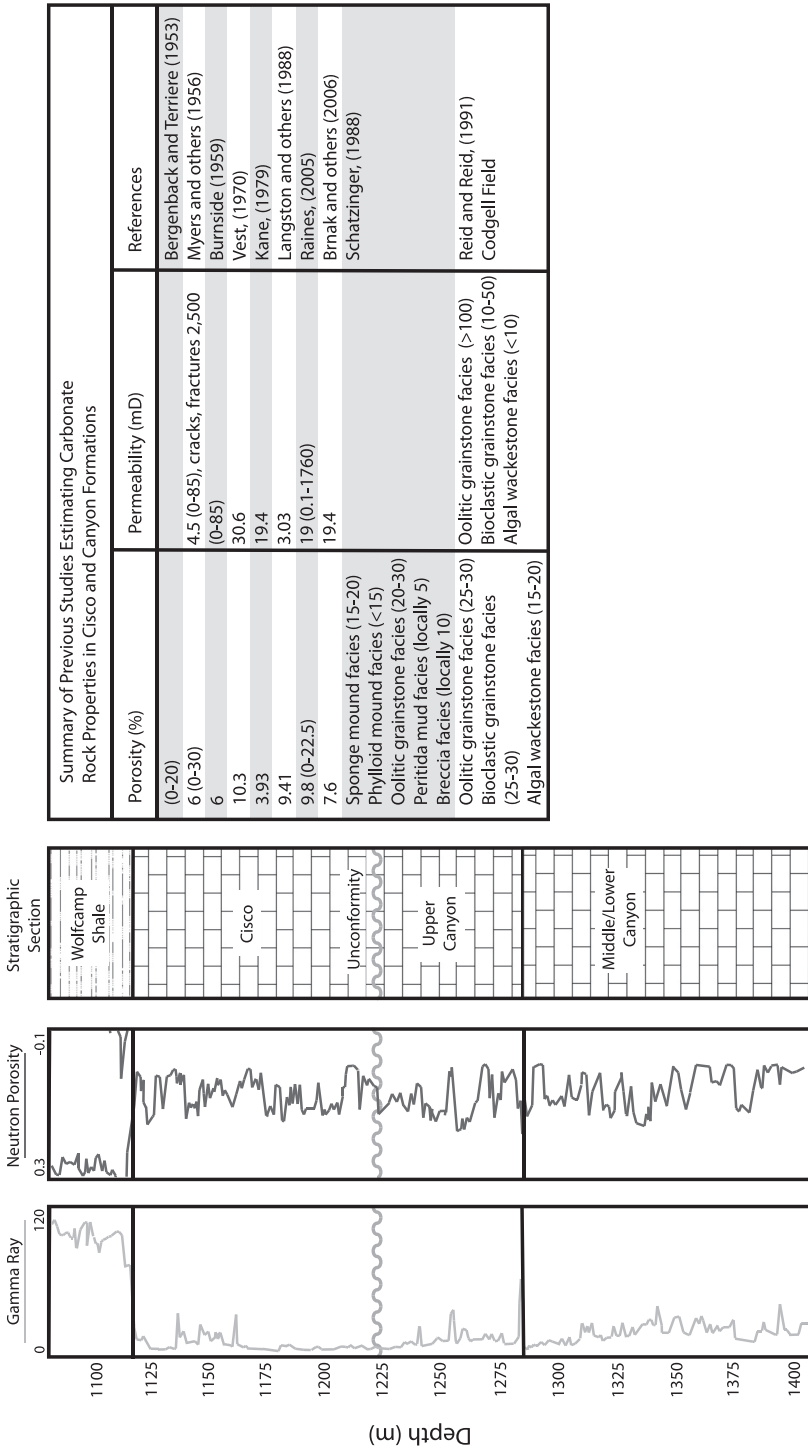 Depth (m)
1100
1125
1150
1175
1200
1225
1250
1275
1300
1325
1350
1375
1400
Gamma Ray
0 120
Neutron Porosity
0.3 -0.1
Stratigraphic
Section
Wolfcamp
Shale
Cisco
Unconformity
Upper
Canyon
Middle/Lower
Canyon
Summary of Previous Studies Estimating Carbonate
Rock Properties in Cisco and Canyon Formations
Porosity (%) Permeability (mD) References
(0-20) Bergenback and Terriere (1953)
6 (0-30) 4.5 (0-85), cracks, fractures 2,500 Myers and others (1956)
6 (0-85) Burnside (1959)
10.3 30.6 Vest, (1970)
3.93 19.4 Kane, (1979)
9.41 3.03 Langston and others (1988)
9.8 (0-22.5) 19 (0.1-1760) Raines, (2005)
7.6 19.4 Brnak and others (2006)
Sponge mound facies (15-20) Schatzinger, (1988)
Phylloid mound facies (<15)
Oolitic grainstone facies (20-30)
Peritida mud facies (locally 5)
Breccia facies (locally 10)
Oolitic grainstone facies (25-30) Oolitic grainstone facies (>100) Reid and Reid, (1991)
Bioclastic grainstone facies Bioclastic grainstone facies (10-50) Codgell Field
(25-30) Algal wackestone facies (<10)
Algal wackestone facies (15-20)